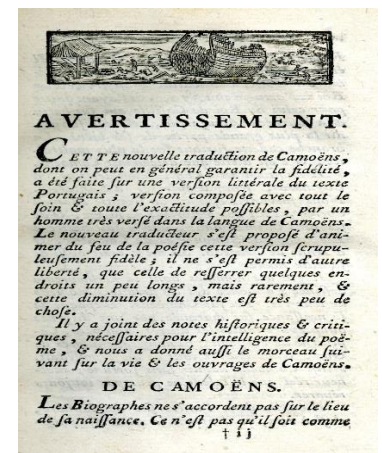 AVERTISSEMENT.
CETTE nouvelle traduction de Camoëns,
dont on peut en général garantir la fidélité,
a été faite ſur une verſion littérale du texte
Portugais ; verſion compoſée avec tout le
ſoin & toute l'exactitude poſſibles, par un
homme très verſé dans la langue de Camoëns.
Le nouveau traducteur s'eſt propoſé d'ani-
mer du feu de la poéſie cette verſion ſcrupu-
leuſement fidèle ; il ne s'eſt permis d'autre
liberté, que celle de reſſerrer quelques en-
droits un peu longs, mais rarement, &
cette diminution du texte eſt très peu de
choſe.
Il y a joint des notes hiſtoriques & criti-
ques, néceſſaires pour l'intelligence du poë-
me, & nous a donné auſſi le morceau ſui-
vant ſur la vie & les ouvrages de Camoëns.
DE CAMOËNS.
Les Biographes ne s'accordent pas ſur le lieu
de ſa naiſſance. Ce n'eſt pas qu'il ſoit comme
† ij